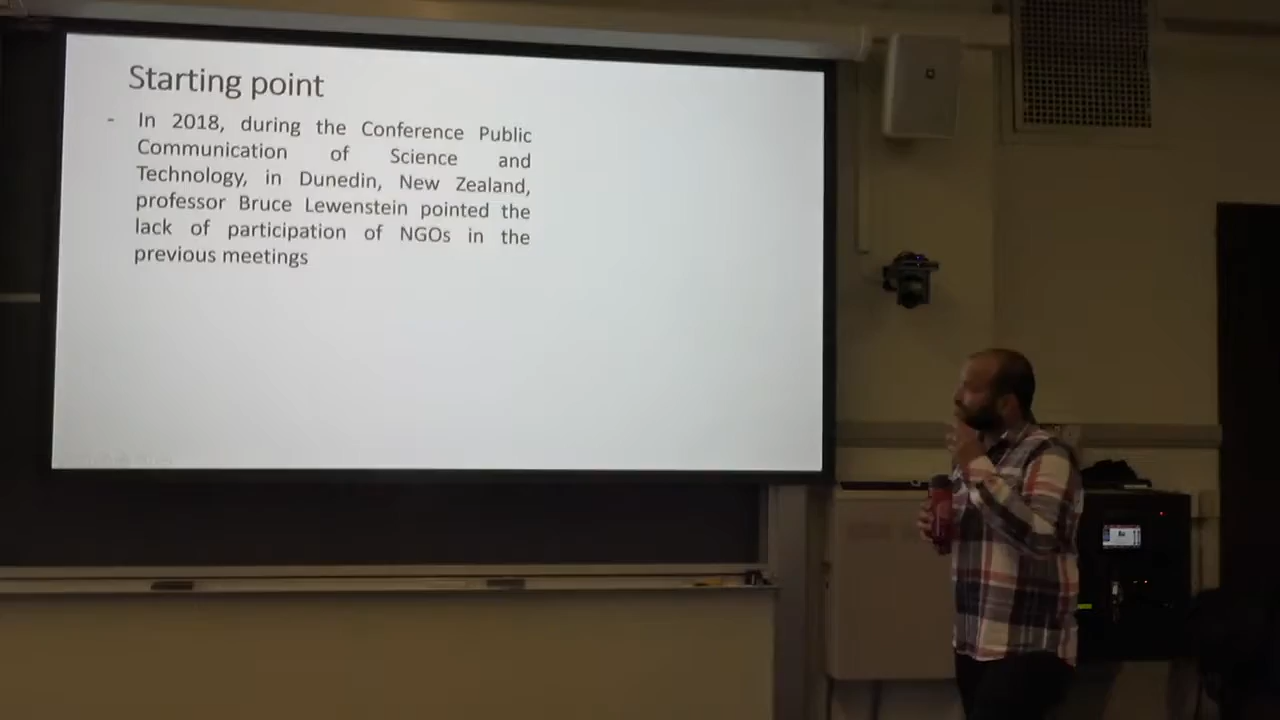 Starting point
- In 2018, during the Conference Public
Communication of Science and
Technology, in Dunedin, New Zealand,
professor Bruce Lewenstein pointed the
lack of participation of NGOs in the
previous meetings